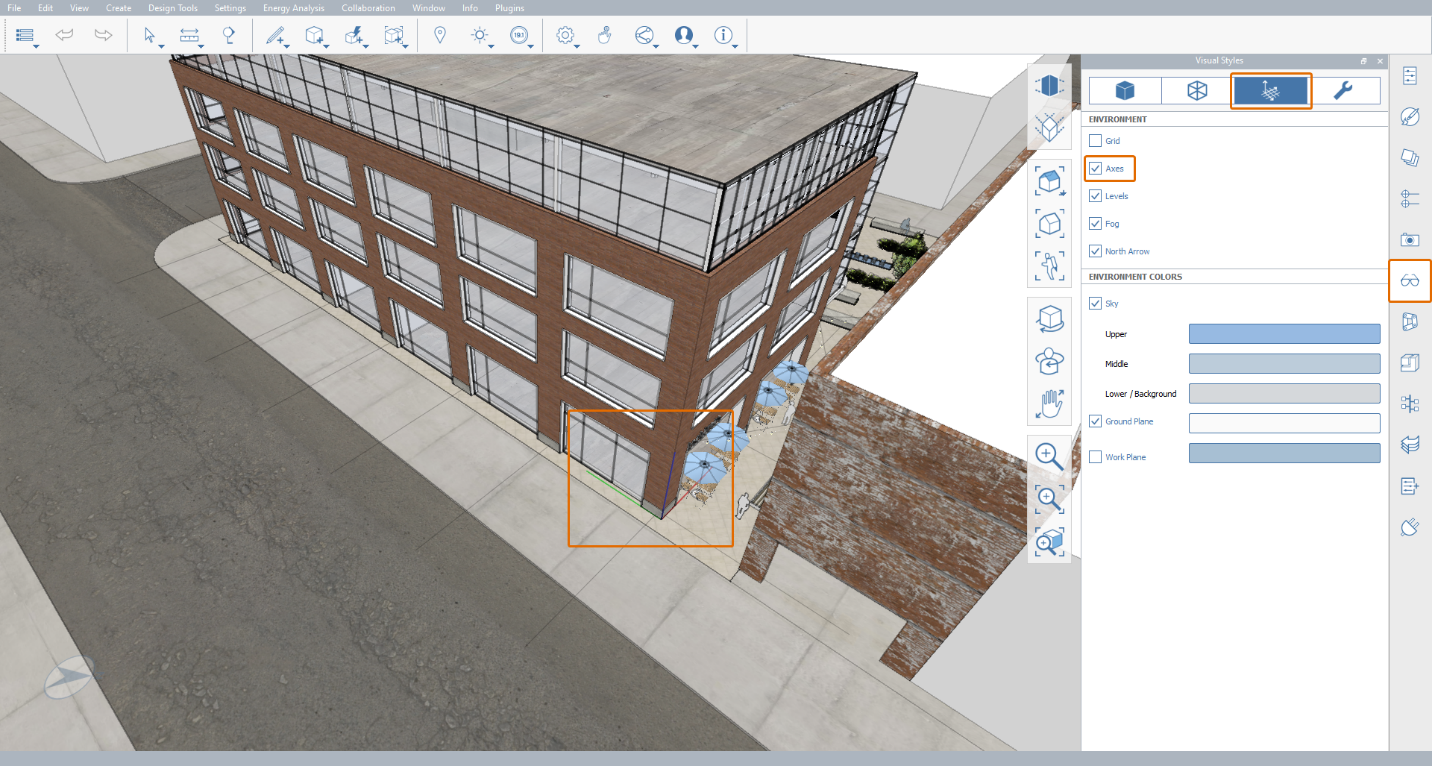 File Edit View Create Design Tools Settings Energy Analysis Collaboration Window Info Plugins
Visual Styles
ENVIRONMENT
Grid
Axes
Levels
Fog
North Arrow
ENVIRONMENT COLORS
Sky
Upper
Middle
Lower / Background
Ground Plane
Work Plane